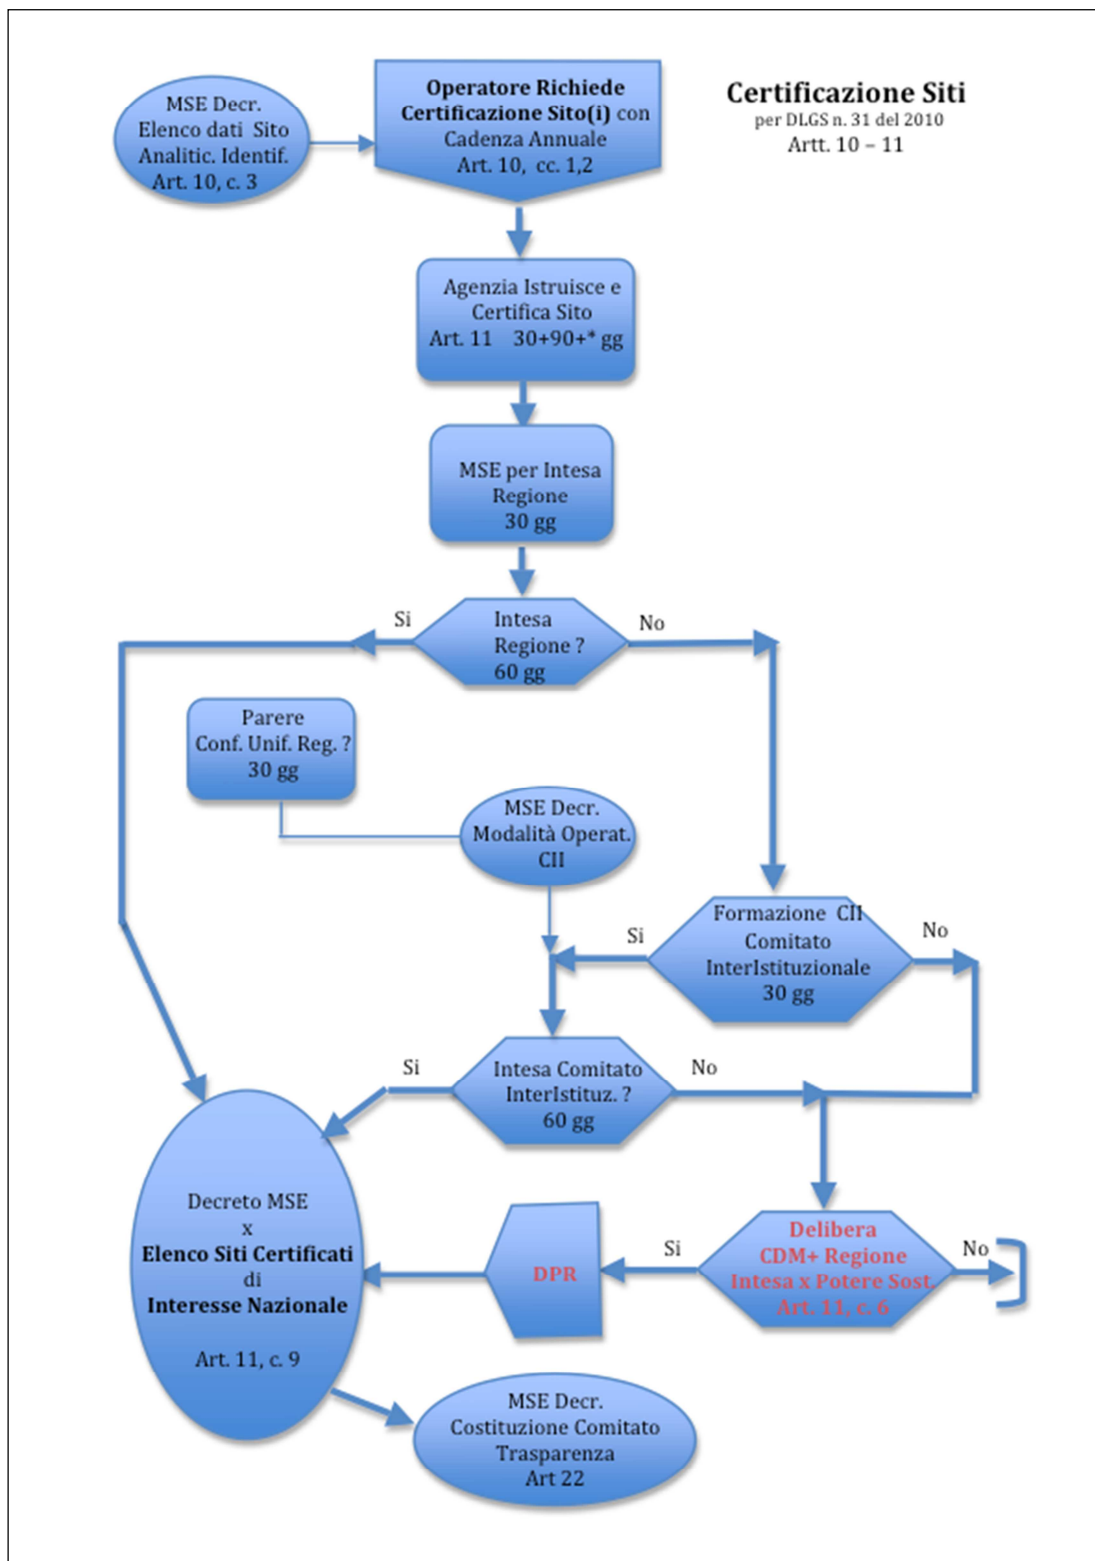 Certificazione Siti
per DLGS n. 31 del 2010
Artt. 10 – 11
MSE Decr.
Elenco dati Sito
Analitic. Identif.
Art. 10, c. 3
Operatore Richiede
Certificazione Sito(i) con
Cadenza Annuale
Art. 10, cc. 1,2
Agenzia Istruisce e
Certifica Sito
Art. 11 30+90+* gg
MSE per Intesa
Regione
30 gg
Si
Intesa
Regione ?
60 gg
No
Parere
Conf. Unif. Reg. ?
30 gg
MSE Decr.
Modalità Operat.
CII
Si
Formazione CII
Comitato
InterIstituzionale
30 gg
No
Si
Intesa Comitato
InterIstituz. ?
60 gg
No
Decreto MSE
x
Elenco Siti Certificati
di
Interesse Nazionale
Art. 11, c. 9
DPR
Si
Delibera
CDM+ Regione
Intesa x Potere Sost.
Art. 11, c. 6
No
MSE Decr.
Costituzione Comitato
Trasparenza
Art 22